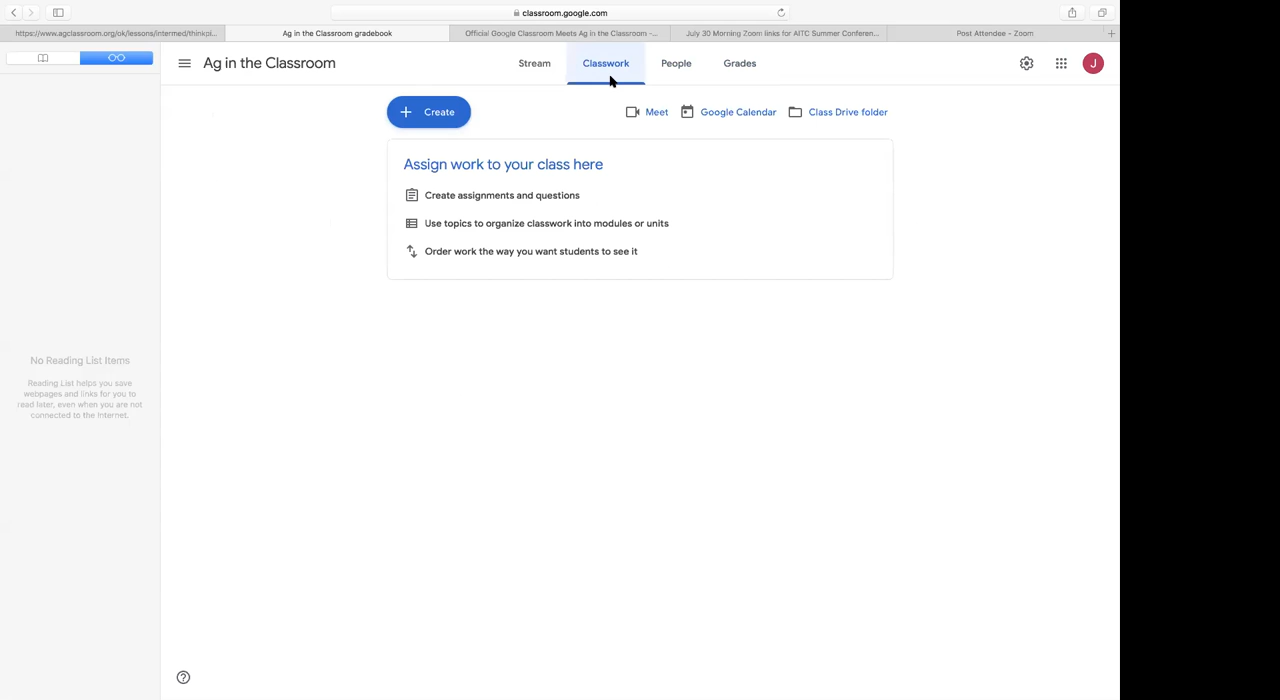 classroom.google.com
https://www.agclassroom.org/ok/lessons/intermed/thinkpi...
Ag in the Classroom gradebook
Official Google Classroom Meets Ag in the Classroom -...
July 30 Morning Zoom links for AITC Summer Conferen...
Post Attendee - Zoom
+
Ag in the Classroom
Stream
Classwork
People
Grades
J
+ Create
Meet
Google Calendar
Class Drive folder
Assign work to your class here
Create assignments and questions
Use topics to organize classwork into modules or units
Order work the way you want students to see it
No Reading List Items
Reading List helps you save
webpages and links for you to
read later, even when you are not
connected to the Internet.
?